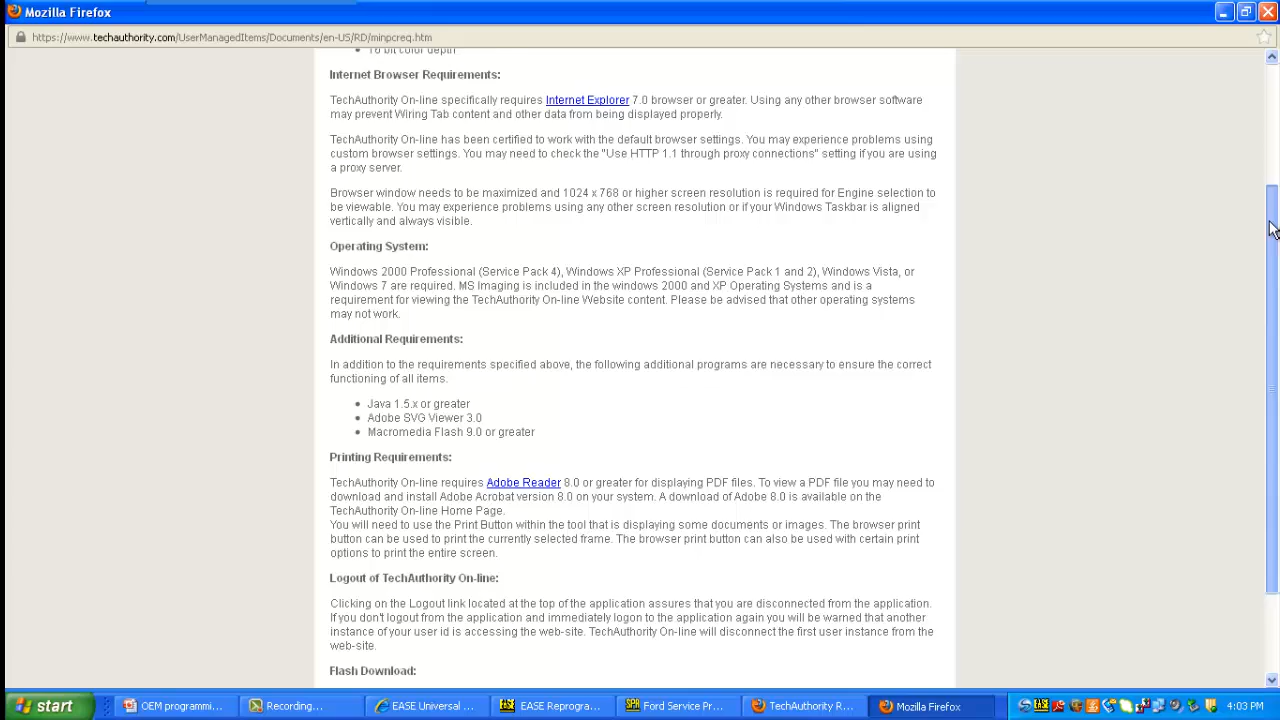 Mozilla Firefox
https://www.techauthority.com/UserManagedItems/Documents/en-US/RD/minpcreq.htm
16 bit color depth
Internet Browser Requirements:
TechAuthority On-line specifically requires Internet Explorer 7.0 browser or greater. Using any other browser software
may prevent Wiring Tab content and other data from being displayed properly.
TechAuthority On-line has been certified to work with the default browser settings. You may experience problems using
custom browser settings. You may need to check the "Use HTTP 1.1 through proxy connections" setting if you are using
a proxy server.
Browser window needs to be maximized and 1024 x 768 or higher screen resolution is required for Engine selection to
be viewable. You may experience problems using any other screen resolution or if your Windows Taskbar is aligned
vertically and always visible.
Operating System:
Windows 2000 Professional (Service Pack 4), Windows XP Professional (Service Pack 1 and 2), Windows Vista, or
Windows 7 are required. MS Imaging is included in the windows 2000 and XP Operating Systems and is a
requirement for viewing the TechAuthority On-line Website content. Please be advised that other operating systems
may not work.
Additional Requirements:
In addition to the requirements specified above, the following additional programs are necessary to ensure the correct
functioning of all items.
• Java 1.5.x or greater
• Adobe SVG Viewer 3.0
• Macromedia Flash 9.0 or greater
Printing Requirements:
TechAuthority On-line requires Adobe Reader 8.0 or greater for displaying PDF files. To view a PDF file you may need to
download and install Adobe Acrobat version 8.0 on your system. A download of Adobe 8.0 is available on the
TechAuthority On-line Home Page.
You will need to use the Print Button within the tool that is displaying some documents or images. The browser print
button can be used to print the currently selected frame. The browser print button can also be used with certain print
options to print the entire screen.
Logout of TechAuthority On-line:
Clicking on the Logout link located at the top of the application assures that you are disconnected from the application.
If you don't logout from the application and immediately logon to the application again you will be warned that another
instance of your user id is accessing the web-site. TechAuthority On-line will disconnect the first user instance from the
web-site.
Flash Download:
start
OEM programmi...
Recording...
EASE Universal ...
EASE Reprogra...
Ford Service Pr...
TechAuthority R...
Mozilla Firefox
4:03 PM